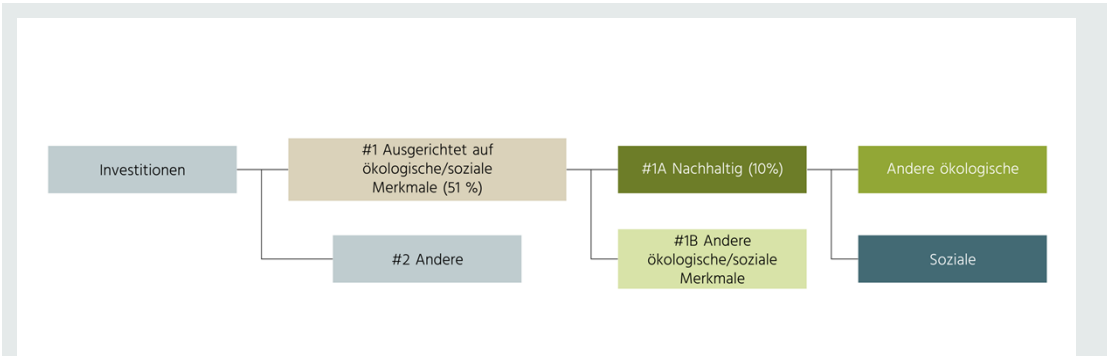 Investitionen
#1 Ausgerichtet auf
ökologische/soziale
Merkmale (51 %)
#2 Andere
#1A Nachhaltig (10%)
#1B Andere
ökologische/soziale
Merkmale
Andere ökologische
Soziale